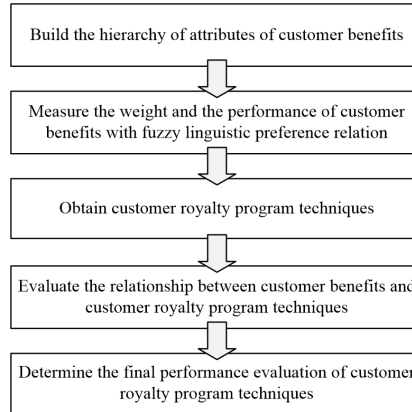 Build the hierarchy of attributes of customer benefits
Measure the weight and the performance of customer
benefits with fuzzy linguistic preference relation
Obtain customer royalty program techniques
Evaluate the relationship between customer benefits and
customer royalty program techniques
Determine the final performance evaluation of customer
royalty program techniques